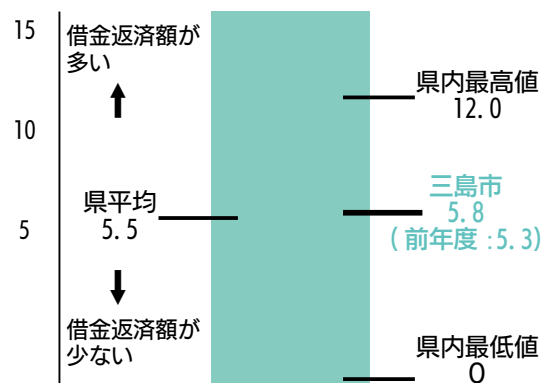 15
10
5
借金返済額が
多い
県平均
5.5
借金返済額が
少ない
県内最高値
12.0
三島市
5.8
(前年度:5.3)
県内最低値
0